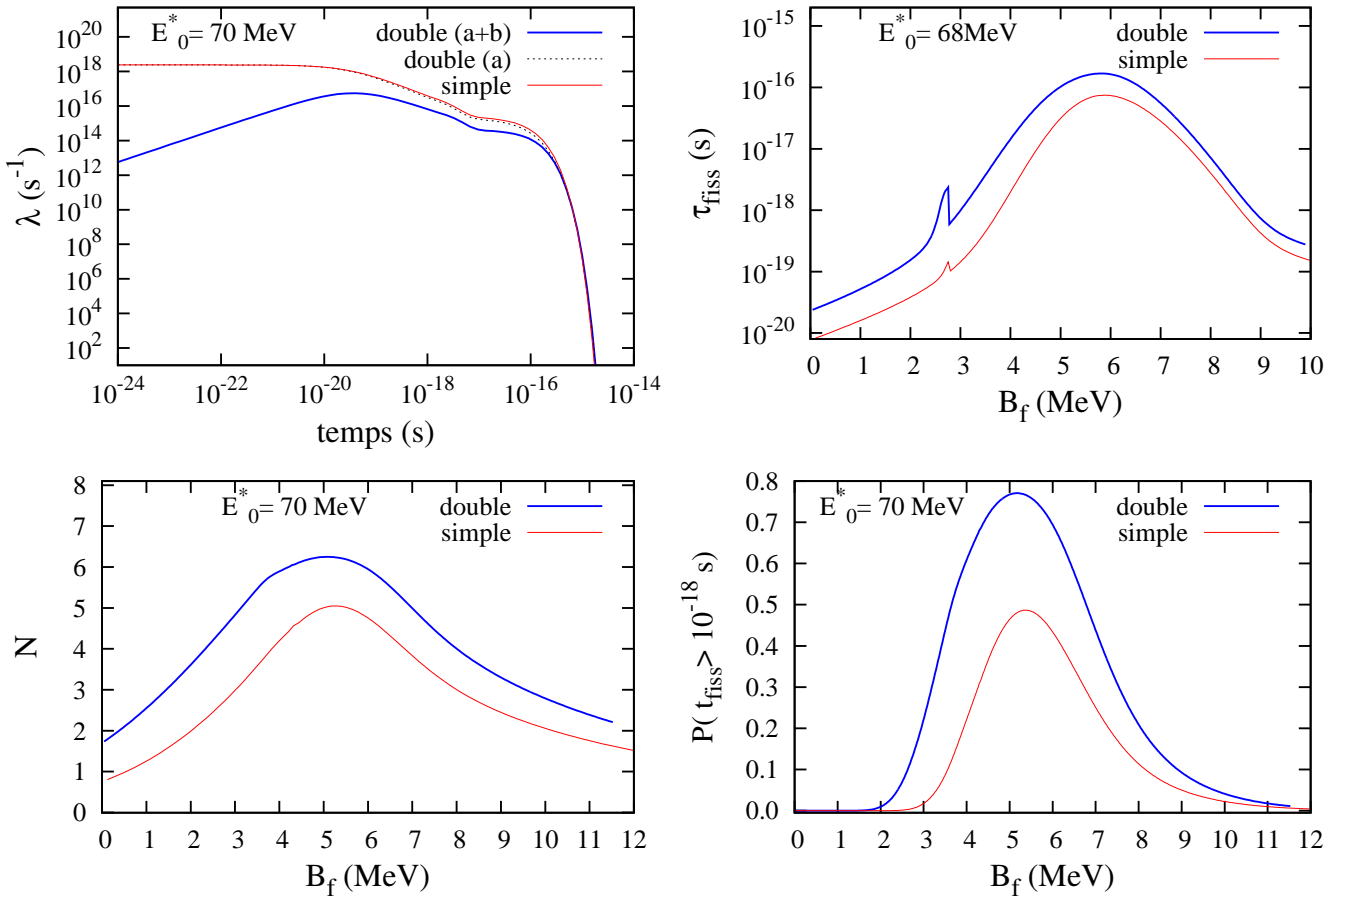 E*0= 70 MeV
double (a+b)
double (a)
simple
10^20
10^18
10^16
10^14
10^12
10^10
10^8
10^6
10^4
10^2
λ (s^-1)
10^-24
10^-22
10^-20
10^-18
10^-16
10^-14
temps (s)
E*0= 68MeV
double
simple
10^-15
10^-16
10^-17
10^-18
10^-19
10^-20
τfiss (s)
0 1 2 3 4 5 6 7 8 9 10
Bf (MeV)
E*0= 70 MeV
double
simple
8
7
6
5
4
3
2
1
0
N
0 1 2 3 4 5 6 7 8 9 10 11 12
Bf (MeV)
E*0= 70 MeV
double
simple
0.8
0.7
0.6
0.5
0.4
0.3
0.2
0.1
0.0
P( tfiss> 10^-18 s)
0 1 2 3 4 5 6 7 8 9 10 11 12
Bf (MeV)